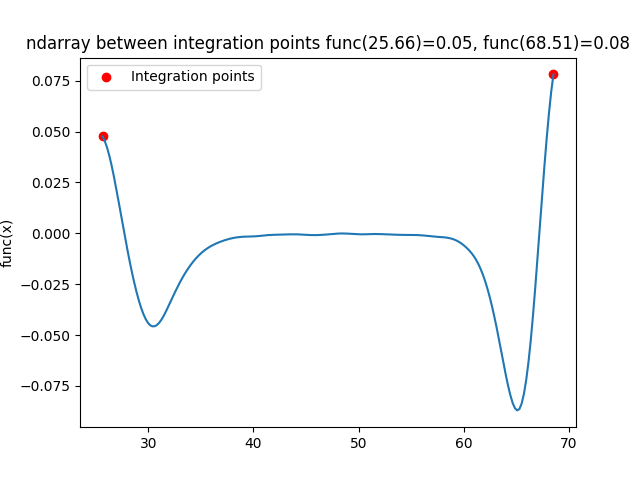 ndarray between integration points func(25.66)=0.05, func(68.51)=0.08
Integration points
func(x)
0.075
0.050
0.025
0.000
−0.025
−0.050
−0.075
30 40 50 60 70